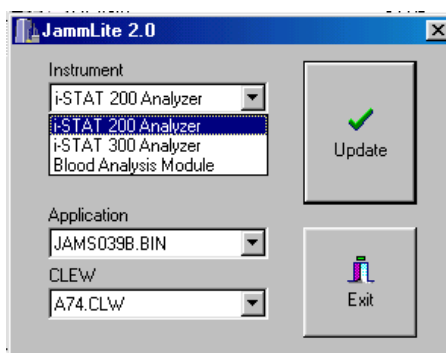 JammLite 2.0
Instrument
i-STAT 200 Analyzer
i-STAT 200 Analyzer
i-STAT 300 Analyzer
Blood Analysis Module
Update
Application
JAMS039B.BIN
CLEW
A74.CLW
Exit